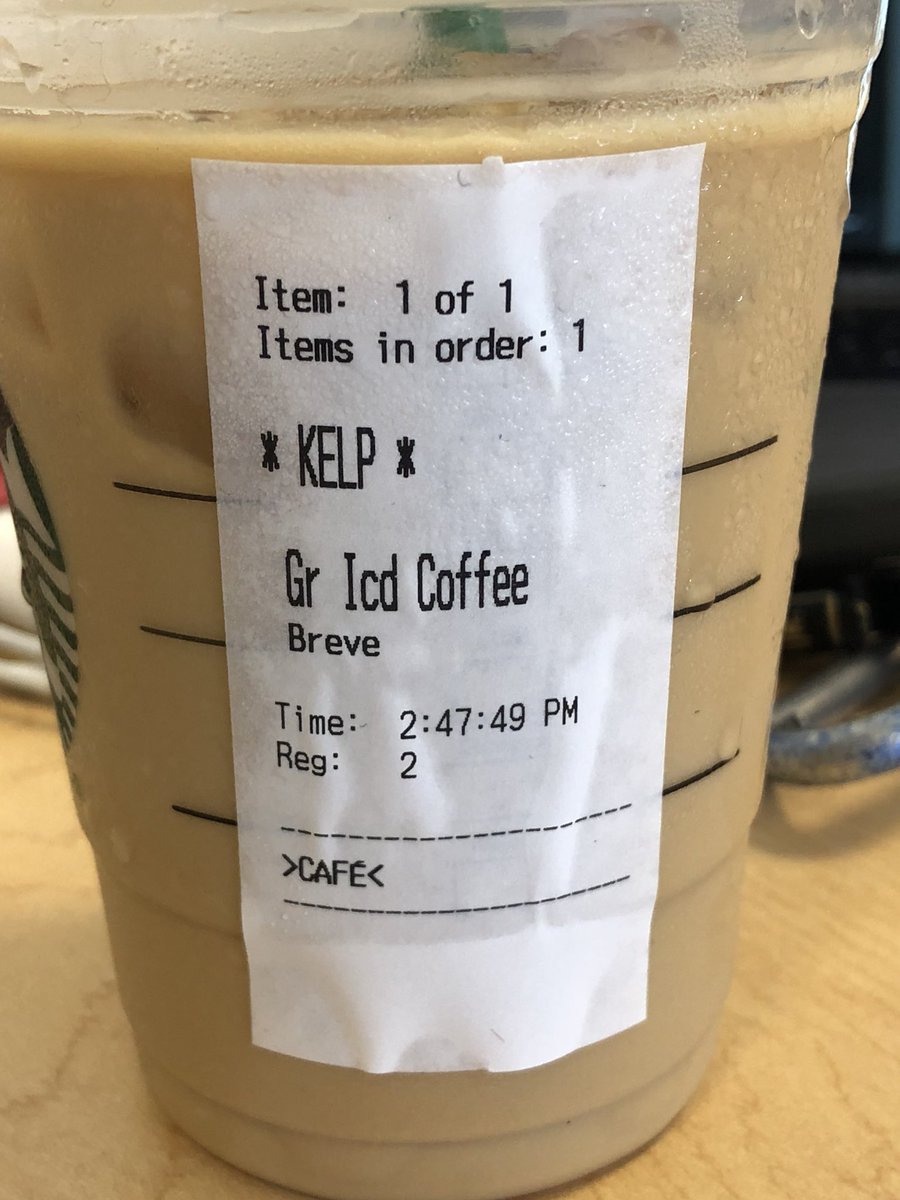 Item: 1 of 1
Items in order: 1
* KELP *
Gr Icd Coffee
Breve
Time: 2:47:49 PM
Reg: 2
>CAFÉ<